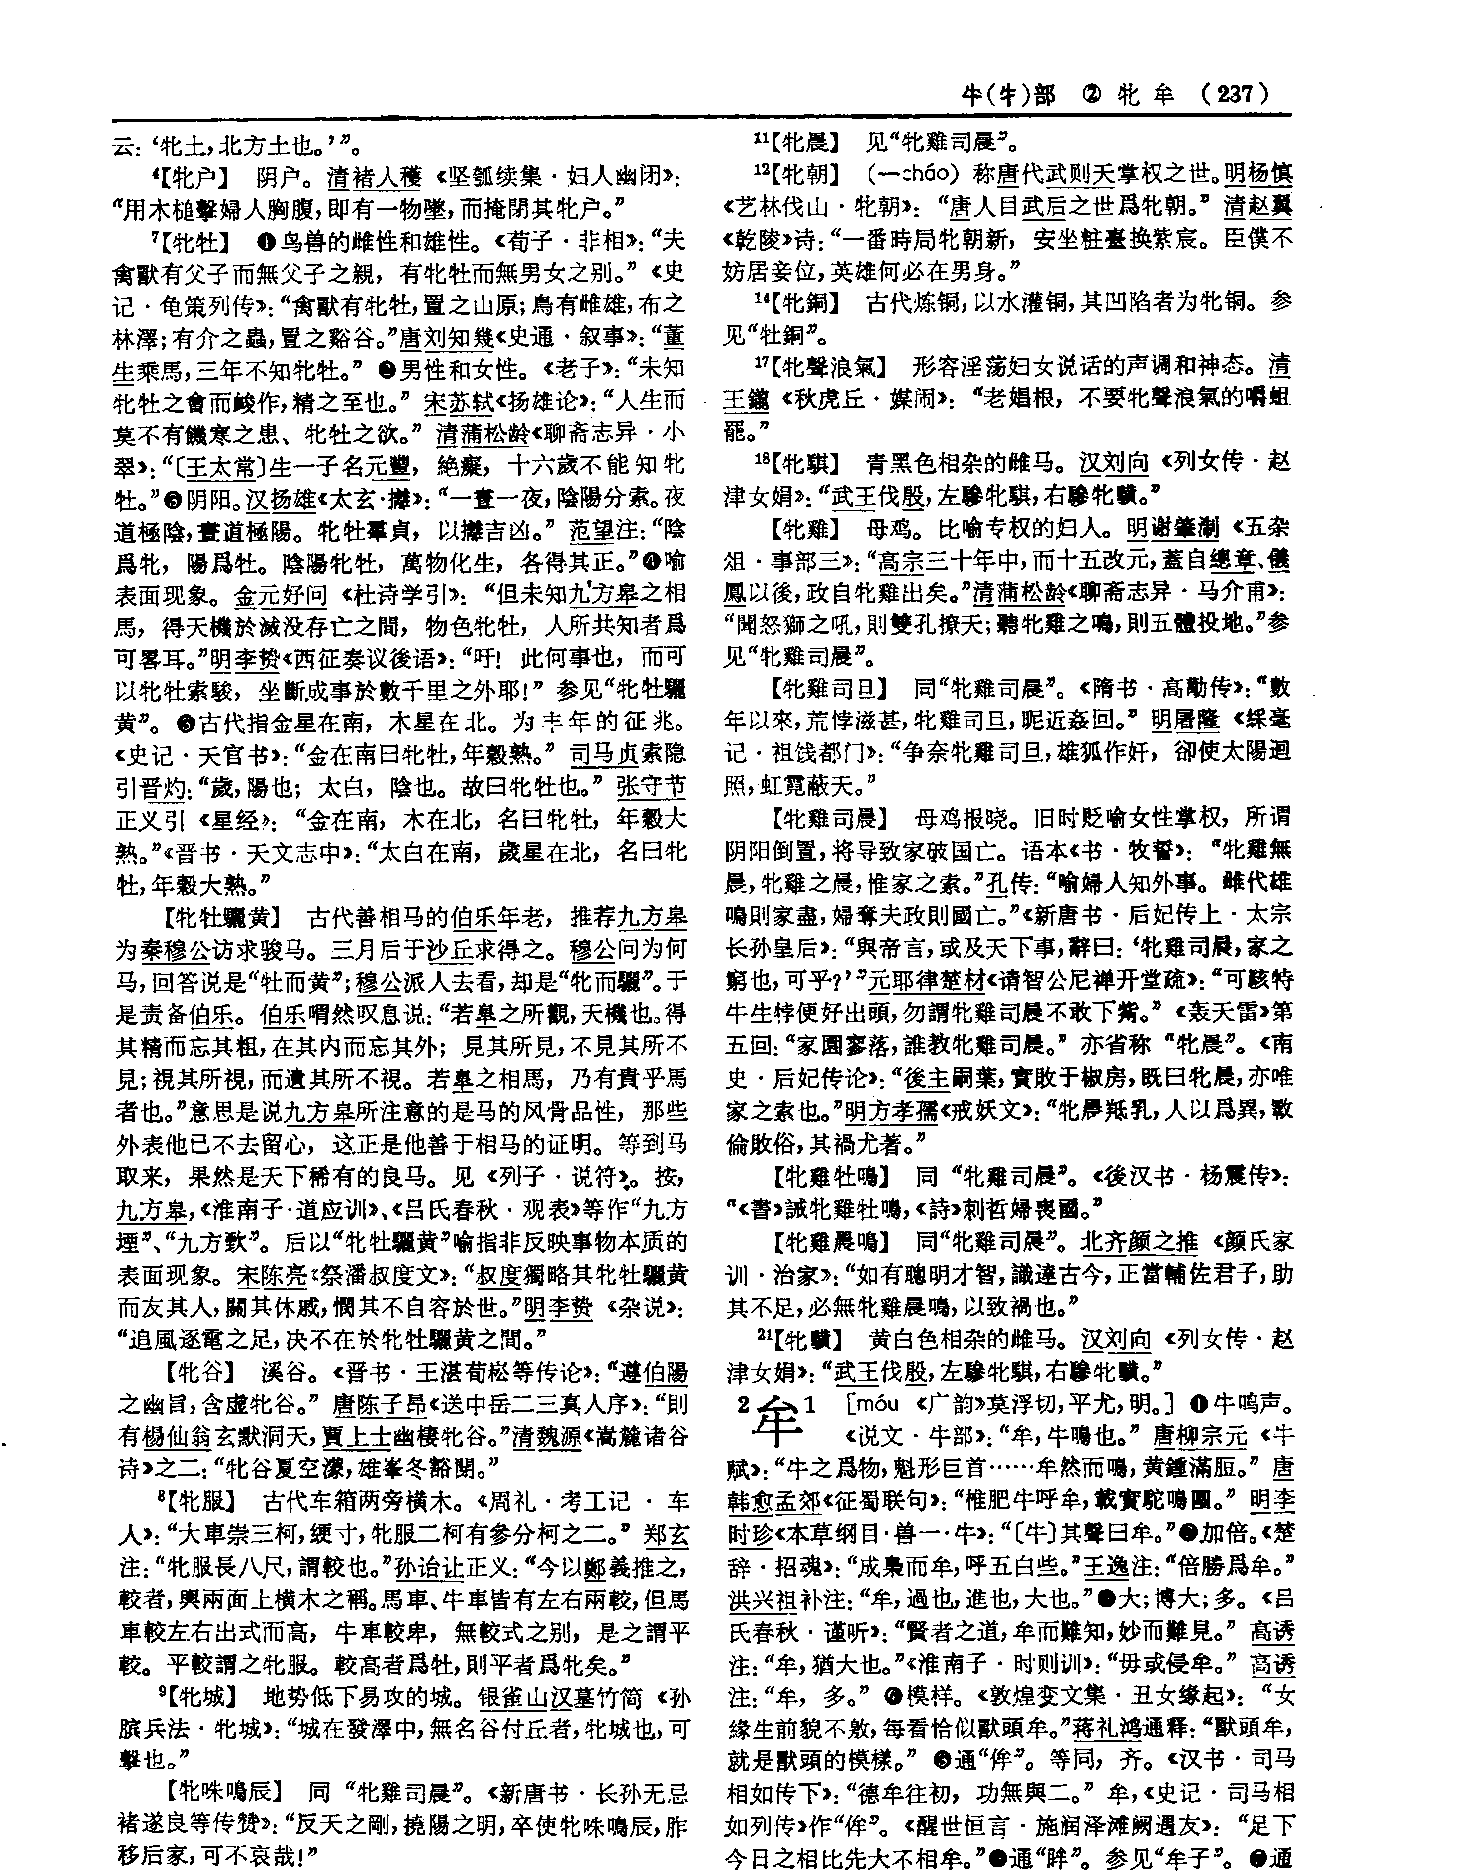 牛(牜)部 ② 牝 牟 (237)
云：‘牝土，北方土也。’”。
⁴【牝户】 阴户。清褚人穫《坚瓠续集·妇人幽闭》：
“用木槌擊婦人胸腹，即有一物墜，而掩閉其牝户。”
⁷【牝牡】 ❶鸟兽的雌性和雄性。《荀子·非相》：“夫
禽獸有父子而無父子之親，有牝牡而無男女之别。”《史
记·龟策列传》：“禽獸有牝牡，置之山原；鳥有雌雄，布之
林澤；有介之蟲，置之谿谷。”唐刘知幾《史通·叙事》：“董
生乘馬，三年不知牝牡。” ❷男性和女性。《老子》：“未知
牝牡之會而峻作，精之至也。” 宋苏轼《扬雄论》：“人生而
莫不有饑寒之患、牝牡之欲。” 清蒲松龄《聊斋志异·小
翠》：“〔王太常〕生一子名元豐，絶癡，十六歲不能知牝
牡。”❸阴阳。汉扬雄《太玄·攡》：“一晝一夜，陰陽分索。夜
道極陰，晝道極陽。牝牡羣貞，以攡吉凶。” 范望注：“陰
爲牝，陽爲牡。陰陽牝牡，萬物化生，各得其正。”❹喻
表面现象。金元好问《杜诗学引》：“但未知九方皋之相
馬，得天機於滅没存亡之間，物色牝牡，人所共知者爲
可畧耳。”明李贽《西征奏议後语》：“吁！此何事也，而可
以牝牡索駿，坐斷成事於數千里之外耶！” 参见“牝牡驪
黄”。❺古代指金星在南，木星在北。为丰年的征兆。
《史记·天官书》：“金在南曰牝牡，年穀熟。” 司马贞索隐
引晋灼：“歲，陽也；太白，陰也。故曰牝牡也。” 张守节
正义引《星经》：“金在南，木在北，名曰牝牡，年穀大
熟。”《晋书·天文志中》：“太白在南，歲星在北，名曰牝
牡，年穀大熟。”
【牝牡驪黄】 古代善相马的伯乐年老，推荐九方皋
为秦穆公访求骏马。三月后于沙丘求得之。穆公问为何
马，回答说是“牡而黄”；穆公派人去看，却是“牝而驪”。于
是责备伯乐。伯乐喟然叹息说：“若皋之所觀，天機也。得
其精而忘其粗，在其内而忘其外；見其所見，不見其所不
見；視其所視，而遺其所不視。若皋之相馬，乃有貴乎馬
者也。”意思是说九方皋所注意的是马的风骨品性，那些
外表他已不去留心，这正是他善于相马的证明。等到马
取来，果然是天下稀有的良马。见《列子·说符》。按，
九方皋，《淮南子·道应训》、《吕氏春秋·观表》等作“九方
堙”、“九方歅”。后以“牝牡驪黄”喻指非反映事物本质的
表面现象。宋陈亮《祭潘叔度文》：“叔度獨略其牝牡驪黄
而友其人，關其休戚，憫其不自容於世。”明李贽《杂说》：
“追風逐電之足，决不在於牝牡驪黄之間。”
【牝谷】 溪谷。《晋书·王湛荀崧等传论》：“遵伯陽
之幽旨，含虚牝谷。” 唐陈子昂《送中岳二三真人序》：“則
有楊仙翁玄默洞天，賈上士幽棲牝谷。”清魏源《嵩麓诸谷
诗》之二：“牝谷夏空濛，雄峯冬豁閜。”
⁸【牝服】 古代车箱两旁横木。《周礼·考工记·车
人》：“大車崇三柯，綆寸，牝服二柯有參分柯之二。” 郑玄
注：“牝服長八尺，謂較也。”孙诒让正义：“今以鄭義推之，
較者，輿兩面上横木之稱。馬車、牛車皆有左右兩較，但馬
車較左右出式而高，牛車較卑，無較式之别，是之謂平
較。平較謂之牝服。較高者爲牡，則平者爲牝矣。”
⁹【牝城】 地势低下易攻的城。银雀山汉墓竹简《孙
膑兵法·牝城》：“城在發澤中，無名谷付丘者，牝城也，可
擊也。”
【牝咮鳴辰】 同“牝雞司晨”。《新唐书·长孙无忌
褚遂良等传赞》：“反天之剛，撓陽之明，卒使牝咮鳴辰，胙
移后家，可不哀哉！”
¹¹【牝晨】 见“牝雞司晨”。
¹²【牝朝】 (—cháo) 称唐代武则天掌权之世。明杨慎
《艺林伐山·牝朝》：“唐人目武后之世爲牝朝。” 清赵翼
《乾陵》诗：“一番時局牝朝新，安坐粧臺换紫宸。臣僕不
妨居妾位，英雄何必在男身。”
¹⁴【牝銅】 古代炼铜，以水灌铜，其凹陷者为牝铜。参
见“牡銅”。
¹⁷【牝聲浪氣】 形容淫荡妇女说话的声调和神态。清
王鑨《秋虎丘·媒闹》：“老娼根，不要牝聲浪氣的嚼蛆
罷。”
¹⁸【牝騏】 青黑色相杂的雌马。汉刘向《列女传·赵
津女娟》：“武王伐殷，左驂牝騏，右驂牝騜。”
【牝雞】 母鸡。比喻专权的妇人。明谢肇淛《五杂
俎·事部三》：“高宗三十年中，而十五改元，蓋自總章、儀
鳳以後，政自牝雞出矣。”清蒲松龄《聊斋志异·马介甫》：
“聞怒獅之吼，則雙孔撩天；聽牝雞之鳴，則五體投地。”参
见“牝雞司晨”。
【牝雞司旦】 同“牝雞司晨”。《隋书·高勱传》：“數
年以來，荒悖滋甚，牝雞司旦，昵近姦回。” 明屠隆《綵毫
记·祖饯都门》：“争奈牝雞司旦，雄狐作奸，卻使太陽迴
照，虹霓蔽天。”
【牝雞司晨】 母鸡报晓。旧时贬喻女性掌权，所谓
阴阳倒置，将导致家破国亡。语本《书·牧誓》：“牝雞無
晨，牝雞之晨，惟家之索。”孔传：“喻婦人知外事。雌代雄
鳴則家盡，婦奪夫政則國亡。”《新唐书·后妃传上·太宗
长孙皇后》：“與帝言，或及天下事，辭曰：‘牝雞司晨，家之
窮也，可乎？’”元耶律楚材《请智公尼禅开堂疏》：“可駭特
牛生犢便好出頭，勿謂牝雞司晨不敢下觜。”《轰天雷》第
五回：“家園寥落，誰教牝雞司晨。” 亦省称“牝晨”。《南
史·后妃传论》：“後主嗣業，實敗于椒房，既曰牝晨，亦唯
家之索也。”明方孝孺《戒妖文》：“牝晨羝乳，人以爲異，斁
倫敗俗，其禍尤著。”
【牝雞牡鳴】 同“牝雞司晨”。《後汉书·杨震传》：
“《書》誡牝雞牡鳴，《詩》刺哲婦喪國。”
【牝雞晨鳴】 同“牝雞司晨”。北齐颜之推《颜氏家
训·治家》：“如有聰明才智，識達古今，正當輔佐君子，助
其不足，必無牝雞晨鳴，以致禍也。”
²¹【牝騜】 黄白色相杂的雌马。汉刘向《列女传·赵
津女娟》：“武王伐殷，左驂牝騏，右驂牝騜。”
2牟1 [móu 《广韵》莫浮切，平尤，明。] ❶牛鸣声。
《说文·牛部》：“牟，牛鳴也。” 唐柳宗元《牛
赋》：“牛之爲物，魁形巨首……牟然而鳴，黄鍾滿脰。” 唐
韩愈孟郊《征蜀联句》：“椎肥牛呼牟，載實駝鳴圔。” 明李
时珍《本草纲目·兽一·牛》：“〔牛〕其聲曰牟。”❷加倍。《楚
辞·招魂》：“成梟而牟，呼五白些。”王逸注：“倍勝爲牟。”
洪兴祖补注：“牟，過也，進也，大也。”❸大；博大；多。《吕
氏春秋·谨听》：“賢者之道，牟而難知，妙而難見。” 高诱
注：“牟，猶大也。”《淮南子·时则训》：“毋或侵牟。” 高诱
注：“牟，多。” ❹模样。《敦煌变文集·丑女缘起》：“女
緣生前貌不敷，每看恰似獸頭牟。”蒋礼鸿通释：“獸頭牟，
就是獸頭的模樣。” ❺通“侔”。等同，齐。《汉书·司马
相如传下》：“德牟往初，功無與二。” 牟，《史记·司马相
如列传》作“侔”。《醒世恒言·施润泽滩阙遇友》：“足下
今日之相比先大不相牟。”❻通“眸”。参见“牟子”。❼通